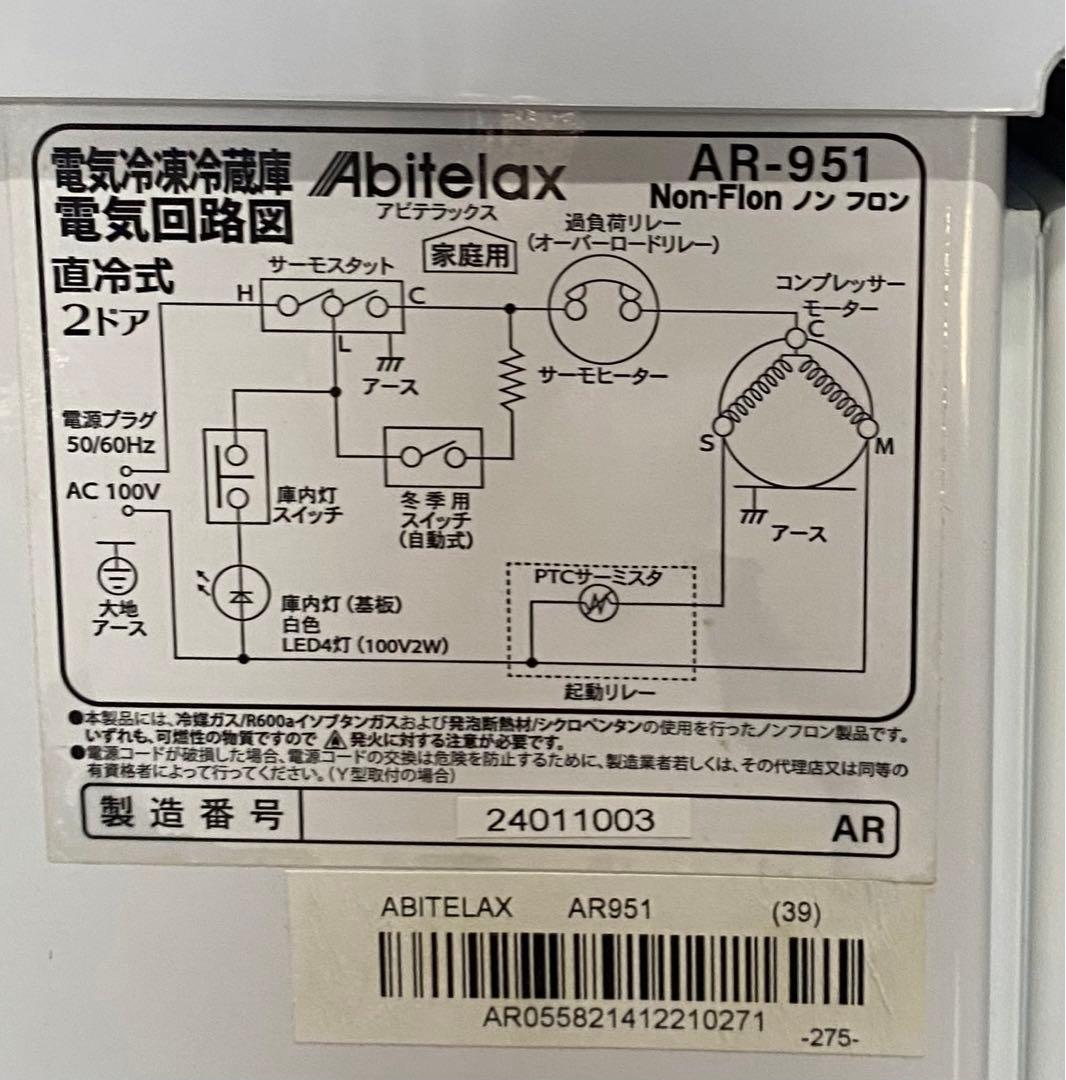 電気冷凍冷蔵庫
電気回路図
Abitelax
アビテラックス
AR-951
Non-Flon ノン フロン
直冷式
2ドア
家庭用
過負荷リレー
(オーバーロードリレー)
サーモスタット
H
C
L
アース
サーモヒーター
コンプレッサー
モーター
C
S
M
アース
電源プラグ
50/60Hz
AC 100V
庫内灯
スイッチ
冬季用
スイッチ
(自動式)
大地
アース
庫内灯(基板)
白色
LED4灯(100V2W)
PTCサーミスタ
起動リレー
●本製品には、冷媒ガス/R600aイソブタンガスおよび発泡断熱材/シクロペンタンの使用を行ったノンフロン製品です。
いずれも、可燃性の物質ですので 発火に対する注意が必要です。
●電源コードが破損した場合、電源コードの交換は危険を防止するために、製造業者若しくは、その代理店又は同等の
有資格者によって行ってください。(Y型取付の場合)
製造番号
24011003
AR
ABITELAX AR951 (39)
AR055821412210271
-275-